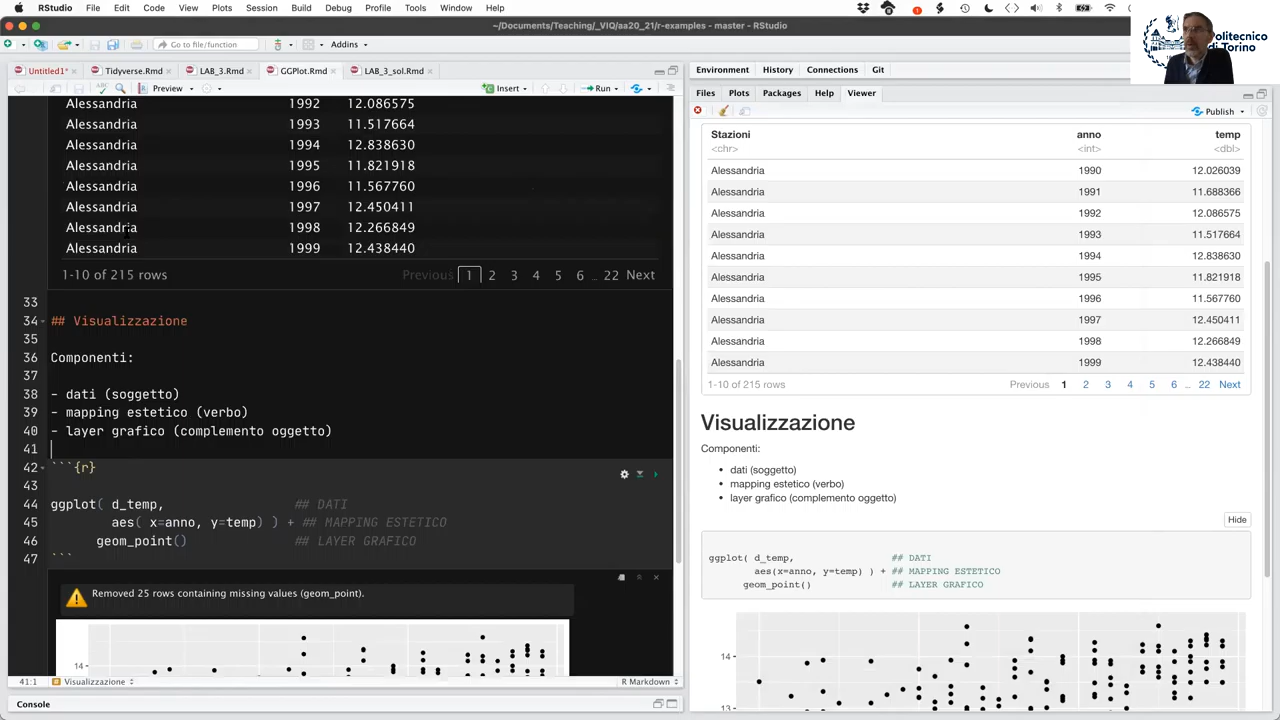 RStudio File Edit Code View Plots Session Build Debug Profile Tools Window Help
~/Documents/Teaching/_VIQ/aa20_21/r-examples - master - RStudio
Go to file/function Addins
Politecnico
di Torino
Untitled1* Tidyverse.Rmd LAB_3.Rmd GGPlot.Rmd LAB_3_sol.Rmd
Preview Insert Run
Alessandria 1992 12.086575
Alessandria 1993 11.517664
Alessandria 1994 12.838630
Alessandria 1995 11.821918
Alessandria 1996 11.567760
Alessandria 1997 12.450411
Alessandria 1998 12.266849
Alessandria 1999 12.438440
1-10 of 215 rows Previous 1 2 3 4 5 6 … 22 Next
33
34 ## Visualizzazione
35
36 Componenti:
37
38 - dati (soggetto)
39 - mapping estetico (verbo)
40 - layer grafico (complemento oggetto)
41
42 ```{r}
43
44 ggplot( d_temp, ## DATI
45 aes( x=anno, y=temp) ) + ## MAPPING ESTETICO
46 geom_point() ## LAYER GRAFICO
47 ```
Removed 25 rows containing missing values (geom_point).
14
41:1 Visualizzazione R Markdown
Console
Environment History Connections Git
Files Plots Packages Help Viewer
Publish
Stazioni anno temp
<chr> <int> <dbl>
Alessandria 1990 12.026039
Alessandria 1991 11.688366
Alessandria 1992 12.086575
Alessandria 1993 11.517664
Alessandria 1994 12.838630
Alessandria 1995 11.821918
Alessandria 1996 11.567760
Alessandria 1997 12.450411
Alessandria 1998 12.266849
Alessandria 1999 12.438440
1-10 of 215 rows Previous 1 2 3 4 5 6 … 22 Next
Visualizzazione
Componenti:
• dati (soggetto)
• mapping estetico (verbo)
• layer grafico (complemento oggetto)
Hide
ggplot( d_temp, ## DATI
aes(x=anno, y=temp) ) + ## MAPPING ESTETICO
geom_point() ## LAYER GRAFICO
14
13